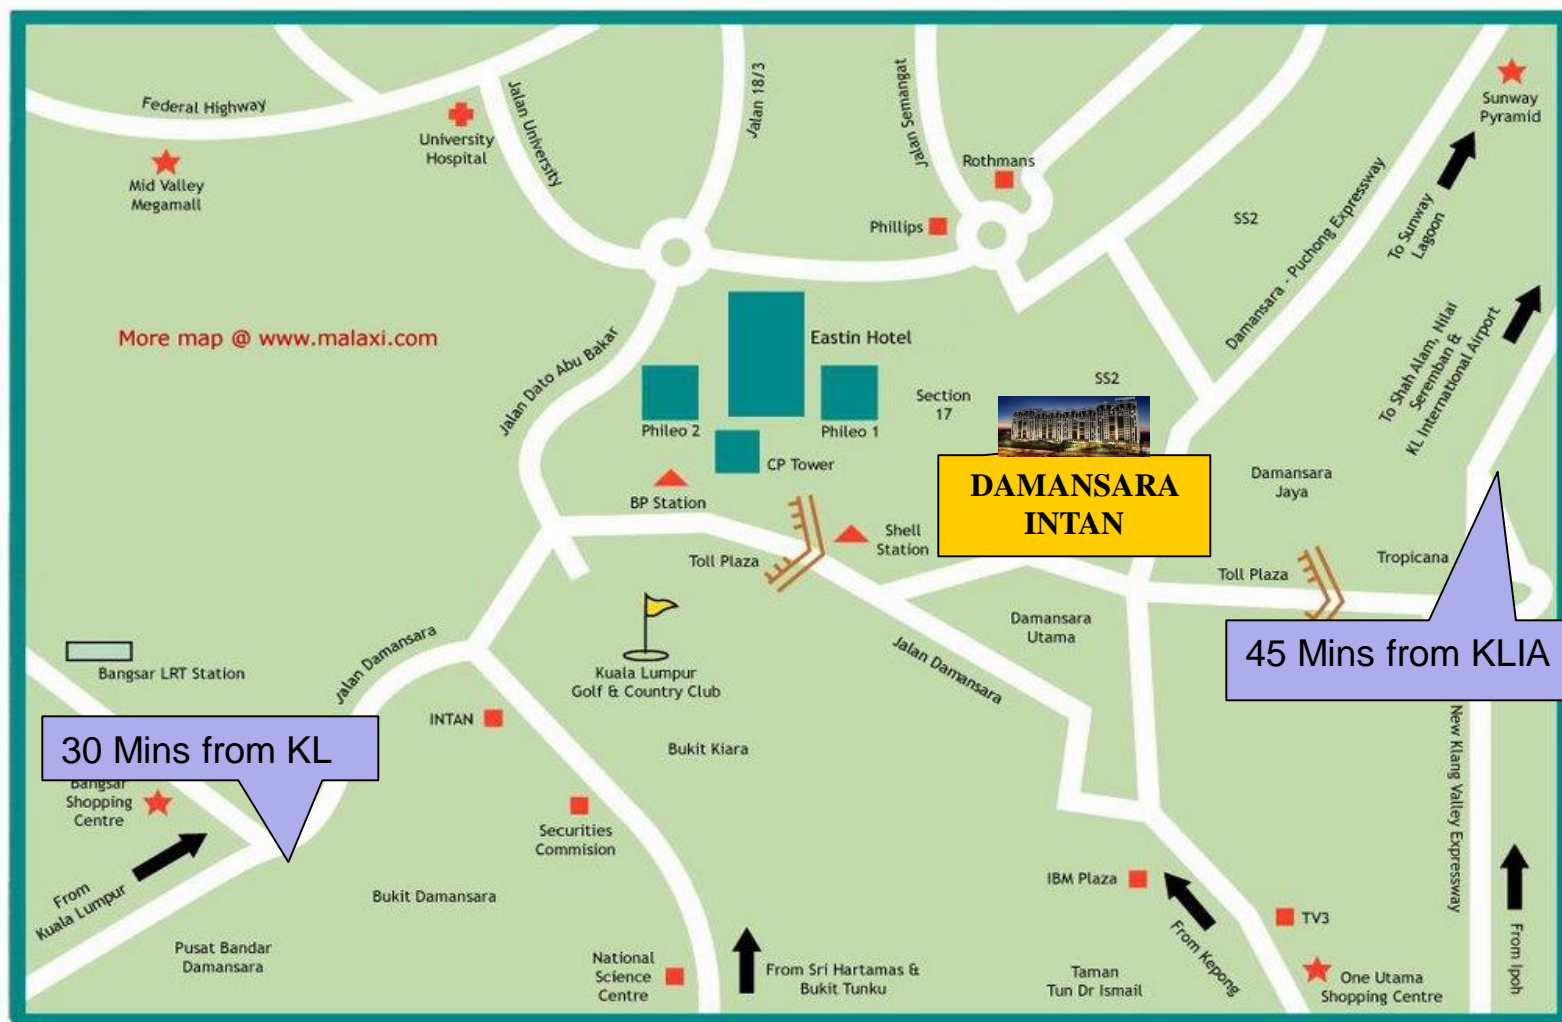 Federal Highway
Mid Valley
Megamall
University
Hospital
Jalan University
Jalan 18/3
Jalan Semangat
Rothmans
Phillips
SS2
Damansara - Puchong Expressway
Sunway
Pyramid
To Sunway
Lagoon
To Shah Alam, Nilai
Seremban &
KL International Airport
More map @ www.malaxi.com
Jalan Dato Abu Bakar
Eastin Hotel
Phileo 2
Phileo 1
CP Tower
Section
17
SS2
DAMANSARA
INTAN
Damansara
Jaya
BP Station
Toll Plaza
Shell
Station
Toll Plaza
Tropicana
Damansara
Utama
45 Mins from KLIA
Bangsar LRT Station
Jalan Damansara
Kuala Lumpur
Golf & Country Club
Jalan Damansara
INTAN
Bukit Kiara
30 Mins from KL
Bangsar
Shopping
Centre
Securities
Commision
New Klang Valley Expressway
From
Kuala Lumpur
Bukit Damansara
IBM Plaza
TV3
From Kepong
From Ipoh
Pusat Bandar
Damansara
National
Science
Centre
From Sri Hartamas &
Bukit Tunku
Taman
Tun Dr Ismail
One Utama
Shopping Centre